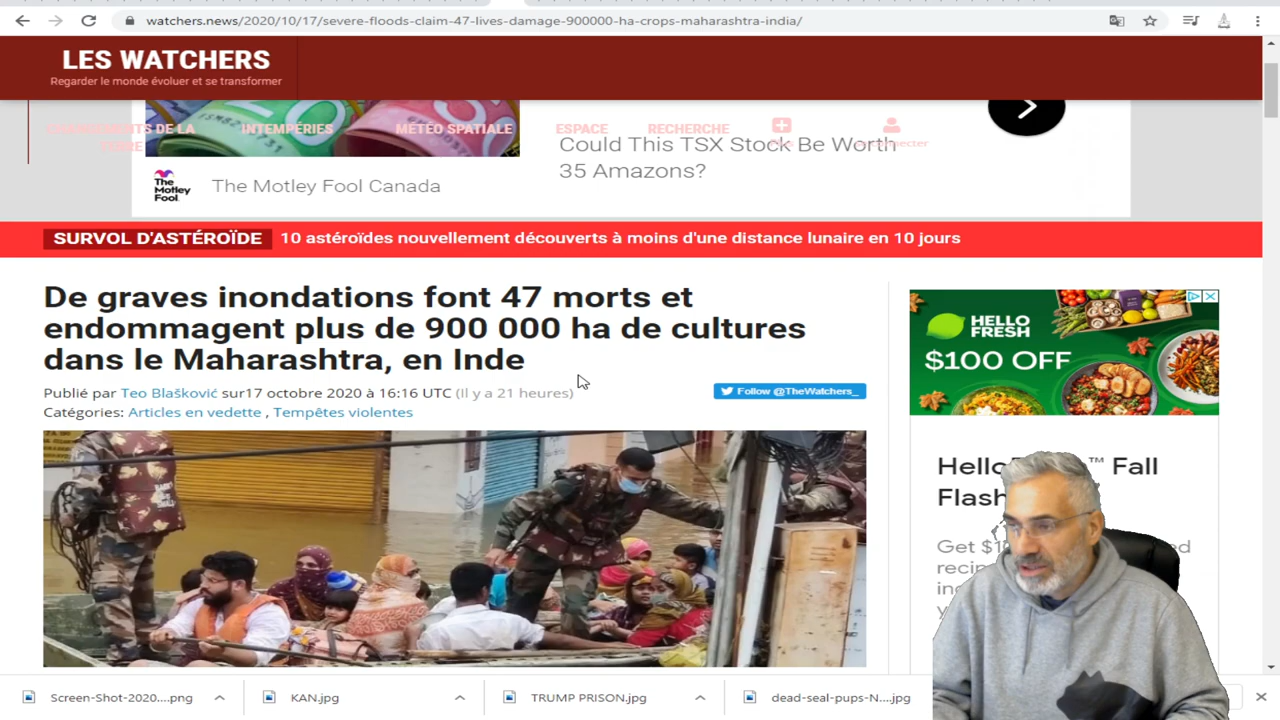 watchers.news/2020/10/17/severe-floods-claim-47-lives-damage-900000-ha-crops-maharashtra-india/
LES WATCHERS
Regarder le monde évoluer et se transformer
INTEMPÉRIES
MÉTÉO SPATIALE
ESPACE
RECHERCHE
Could This TSX Stock Be Worth
35 Amazons?
The Motley Fool.
The Motley Fool Canada
SURVOL D'ASTÉROÏDE 10 astéroïdes nouvellement découverts à moins d'une distance lunaire en 10 jours
De graves inondations font 47 morts et
endommagent plus de 900 000 ha de cultures
dans le Maharashtra, en Inde
Publié par Teo Blašković sur17 octobre 2020 à 16:16 UTC (Il y a 21 heures)
Follow @TheWatchers_
Catégories: Articles en vedette , Tempêtes violentes
HELLO
FRESH
$100 OFF
Fall
Flash
Get
Screen-Shot-2020....png
KAN.jpg
TRUMP PRISON.jpg
dead-seal-pups-N....jpg